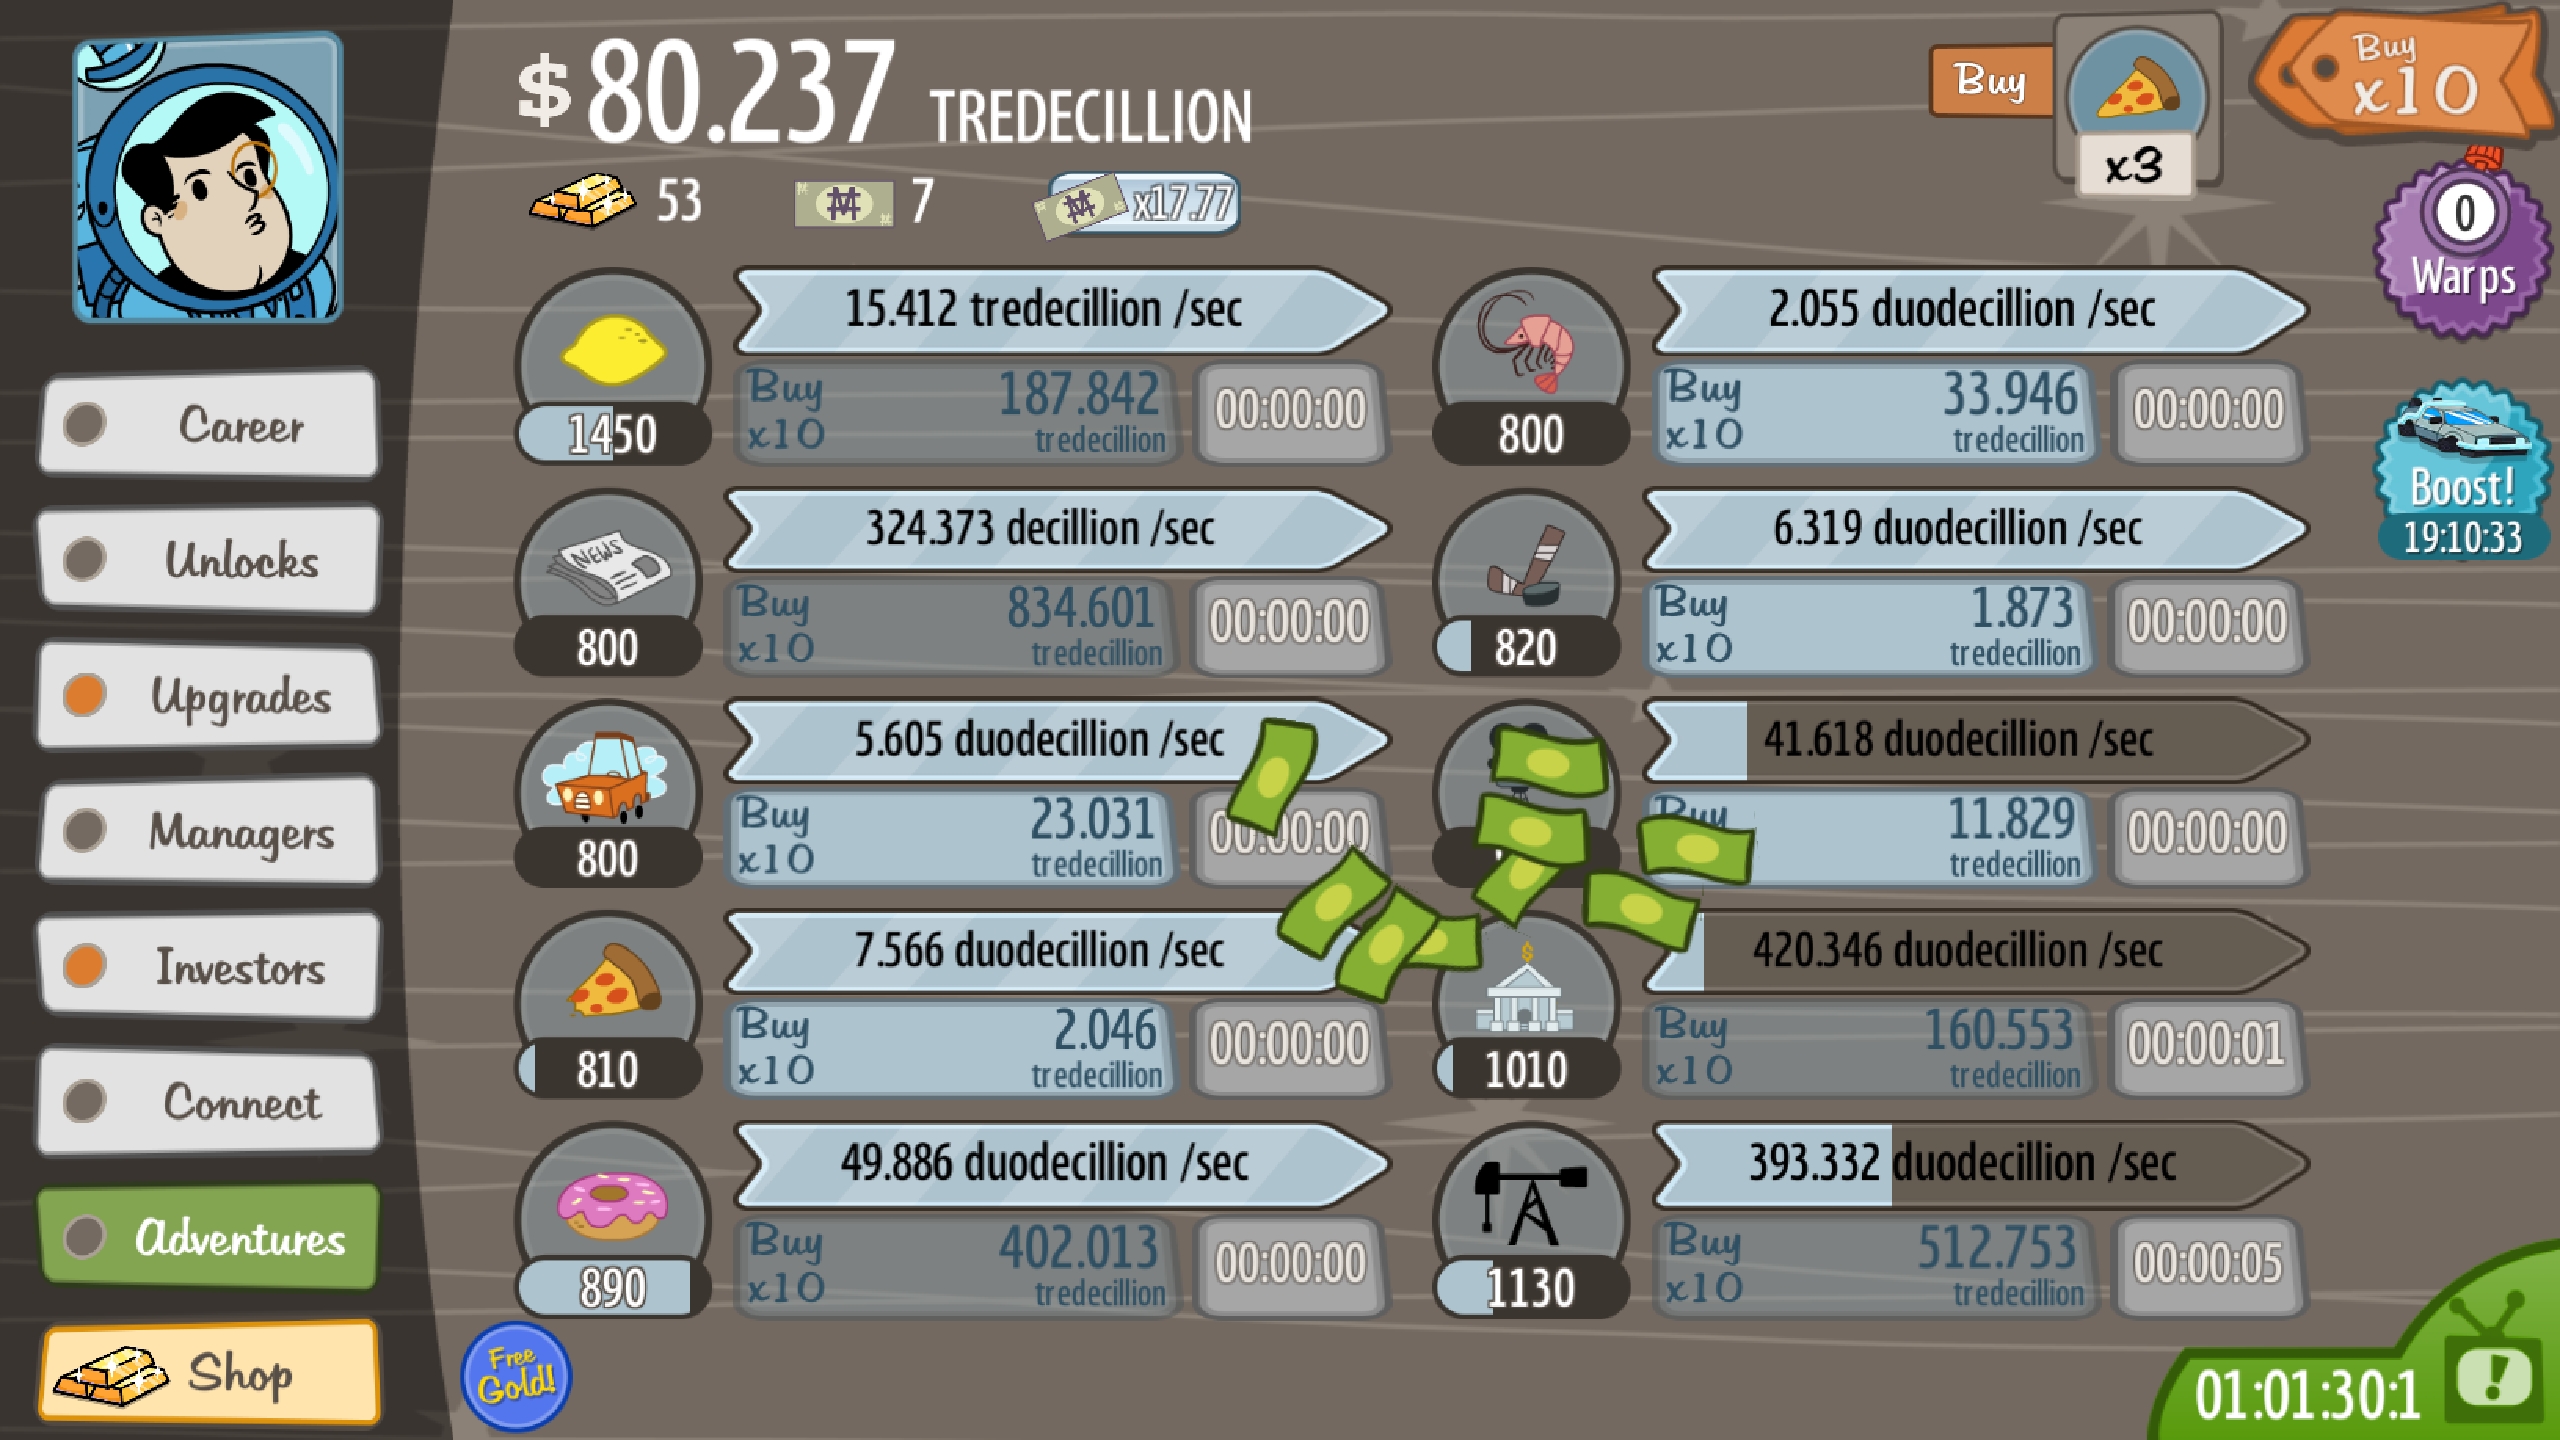 $80.237 TREDECILLION
53
7
x17.77
Buy
x3
Buy
x10
0
Warps
Boost!
19:10:33
Career
Unlocks
Upgrades
Managers
Investors
Connect
Adventures
Shop
15.412 tredecillion /sec
1450
Buy
x10
187.842
tredecillion
00:00:00
2.055 duodecillion /sec
800
Buy
x10
33.946
tredecillion
00:00:00
NEWS
324.373 decillion /sec
800
Buy
x10
834.601
tredecillion
00:00:00
6.319 duodecillion /sec
820
Buy
x10
1.873
tredecillion
00:00:00
5.605 duodecillion /sec
800
Buy
x10
23.031
tredecillion
00:00:00
41.618 duodecillion /sec
Buy
11.829
tredecillion
00:00:00
7.566 duodecillion /sec
810
Buy
x10
2.046
tredecillion
00:00:00
$
420.346 duodecillion /sec
1010
Buy
x10
160.553
tredecillion
00:00:01
49.886 duodecillion /sec
890
Buy
x10
402.013
tredecillion
00:00:00
393.332 duodecillion /sec
1130
Buy
x10
512.753
tredecillion
00:00:05
Free
Gold!
01:01:30:1
!